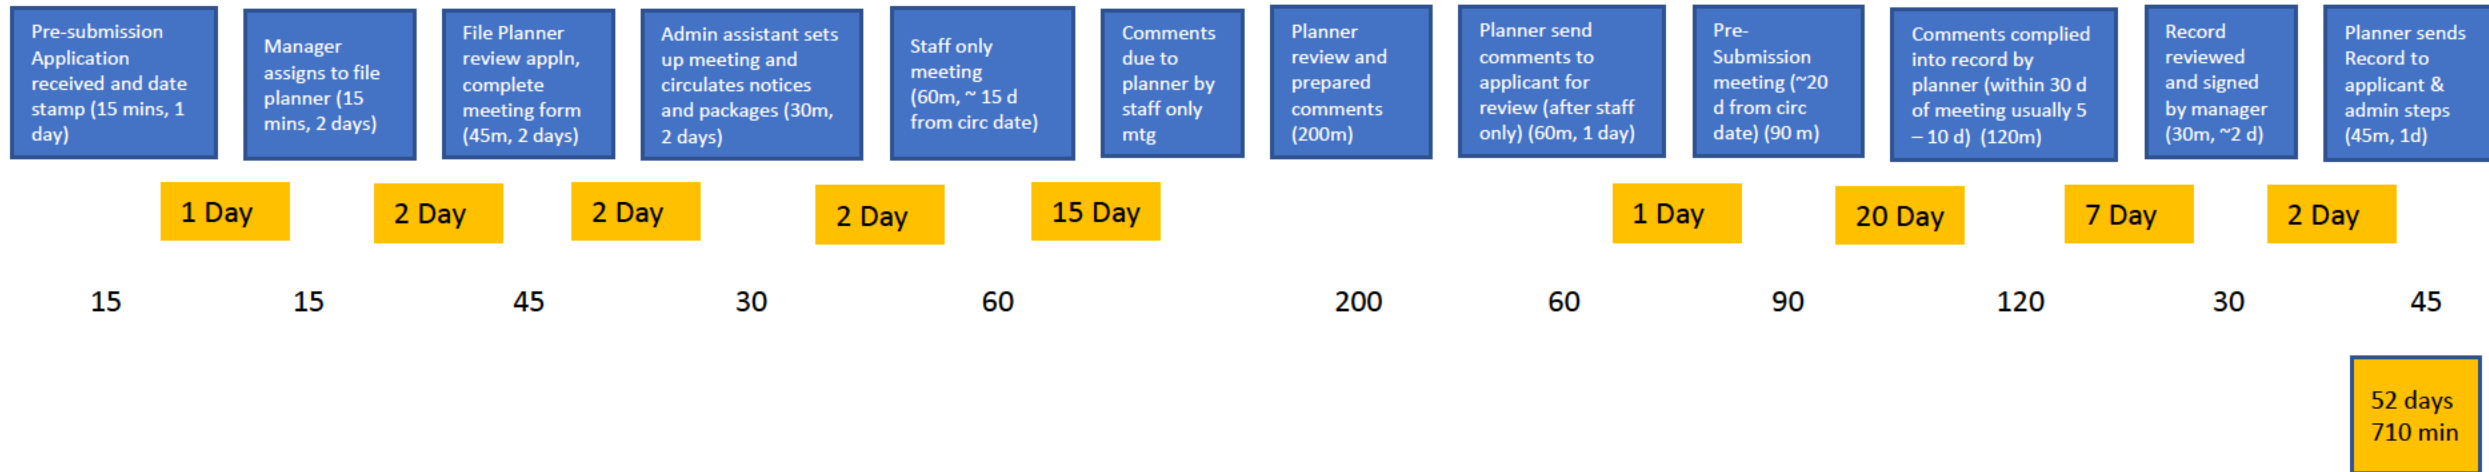 Pre-submission
Application
received and date
stamp (15 mins, 1
day)
Manager
assigns to file
planner (15
mins, 2 days)
File Planner
review appln,
complete
meeting form
(45m, 2 days)
Admin assistant sets
up meeting and
circulates notices
and packages (30m,
2 days)
Staff only
meeting
(60m, ~ 15 d
from circ date)
Comments
due to
planner by
staff only
mtg
Planner
review and
prepared
comments
(200m)
Planner send
comments to
applicant for
review (after staff
only) (60m, 1 day)
Pre-
Submission
meeting (~20
d from circ
date) (90 m)
Comments complied
into record by
planner (within 30 d
of meeting usually 5
– 10 d)  (120m)
Record
reviewed
and signed
by manager
(30m, ~2 d)
Planner sends
Record to
applicant &
admin steps
(45m, 1d)
1 Day
2 Day
2 Day
2 Day
15 Day
1 Day
20 Day
7 Day
2 Day
15
15
45
30
60
200
60
90
120
30
45
52 days
710 min